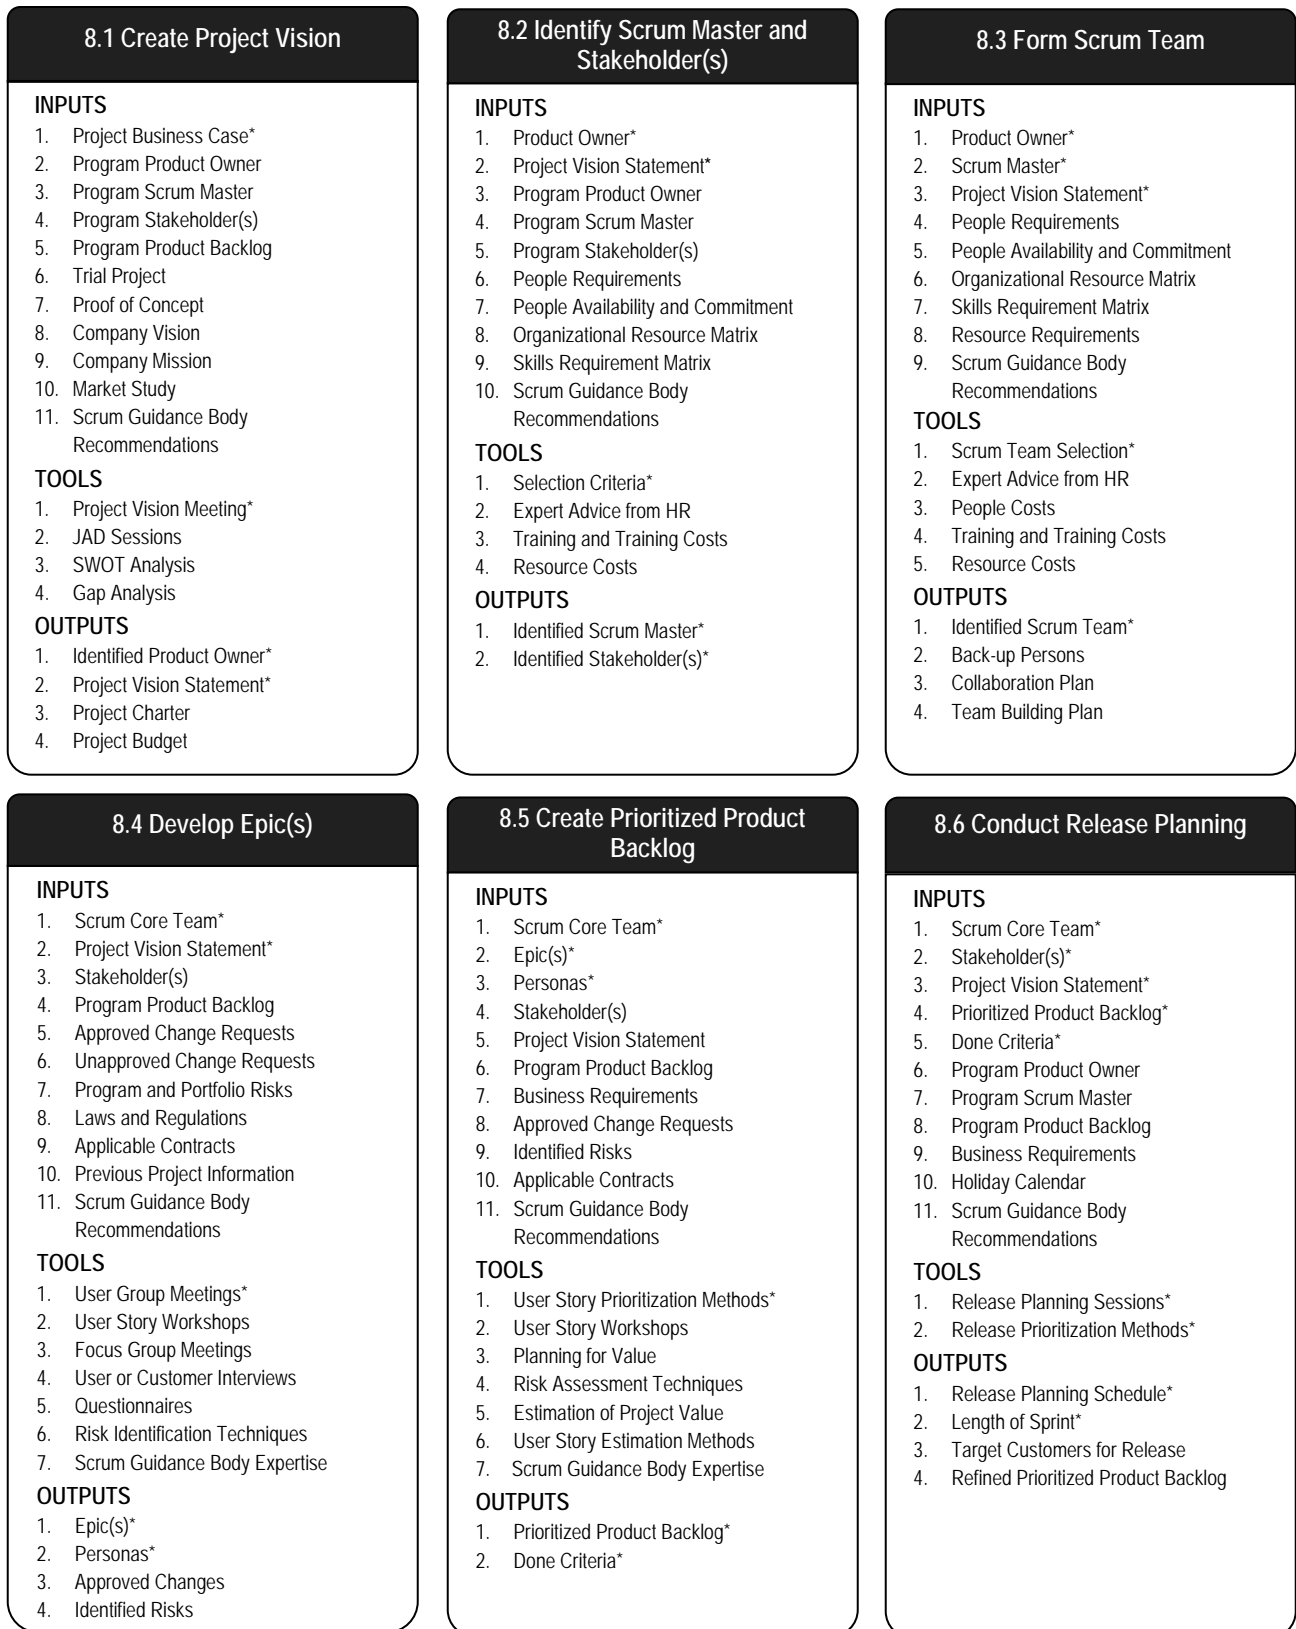 8.1 Create Project Vision
INPUTS
1. Project Business Case*
2. Program Product Owner
3. Program Scrum Master
4. Program Stakeholder(s)
5. Program Product Backlog
6. Trial Project
7. Proof of Concept
8. Company Vision
9. Company Mission
10. Market Study
11. Scrum Guidance Body
Recommendations
TOOLS
1. Project Vision Meeting*
2. JAD Sessions
3. SWOT Analysis
4. Gap Analysis
OUTPUTS
1. Identified Product Owner*
2. Project Vision Statement*
3. Project Charter
4. Project Budget
8.2 Identify Scrum Master and
Stakeholder(s)
INPUTS
1. Product Owner*
2. Project Vision Statement*
3. Program Product Owner
4. Program Scrum Master
5. Program Stakeholder(s)
6. People Requirements
7. People Availability and Commitment
8. Organizational Resource Matrix
9. Skills Requirement Matrix
10. Scrum Guidance Body
Recommendations
TOOLS
1. Selection Criteria*
2. Expert Advice from HR
3. Training and Training Costs
4. Resource Costs
OUTPUTS
1. Identified Scrum Master*
2. Identified Stakeholder(s)*
8.3 Form Scrum Team
INPUTS
1. Product Owner*
2. Scrum Master*
3. Project Vision Statement*
4. People Requirements
5. People Availability and Commitment
6. Organizational Resource Matrix
7. Skills Requirement Matrix
8. Resource Requirements
9. Scrum Guidance Body
Recommendations
TOOLS
1. Scrum Team Selection*
2. Expert Advice from HR
3. People Costs
4. Training and Training Costs
5. Resource Costs
OUTPUTS
1. Identified Scrum Team*
2. Back-up Persons
3. Collaboration Plan
4. Team Building Plan
8.4 Develop Epic(s)
INPUTS
1. Scrum Core Team*
2. Project Vision Statement*
3. Stakeholder(s)
4. Program Product Backlog
5. Approved Change Requests
6. Unapproved Change Requests
7. Program and Portfolio Risks
8. Laws and Regulations
9. Applicable Contracts
10. Previous Project Information
11. Scrum Guidance Body
Recommendations
TOOLS
1. User Group Meetings*
2. User Story Workshops
3. Focus Group Meetings
4. User or Customer Interviews
5. Questionnaires
6. Risk Identification Techniques
7. Scrum Guidance Body Expertise
OUTPUTS
1. Epic(s)*
2. Personas*
3. Approved Changes
4. Identified Risks
8.5 Create Prioritized Product
Backlog
INPUTS
1. Scrum Core Team*
2. Epic(s)*
3. Personas*
4. Stakeholder(s)
5. Project Vision Statement
6. Program Product Backlog
7. Business Requirements
8. Approved Change Requests
9. Identified Risks
10. Applicable Contracts
11. Scrum Guidance Body
Recommendations
TOOLS
1. User Story Prioritization Methods*
2. User Story Workshops
3. Planning for Value
4. Risk Assessment Techniques
5. Estimation of Project Value
6. User Story Estimation Methods
7. Scrum Guidance Body Expertise
OUTPUTS
1. Prioritized Product Backlog*
2. Done Criteria*
8.6 Conduct Release Planning
INPUTS
1. Scrum Core Team*
2. Stakeholder(s)*
3. Project Vision Statement*
4. Prioritized Product Backlog*
5. Done Criteria*
6. Program Product Owner
7. Program Scrum Master
8. Program Product Backlog
9. Business Requirements
10. Holiday Calendar
11. Scrum Guidance Body
Recommendations
TOOLS
1. Release Planning Sessions*
2. Release Prioritization Methods*
OUTPUTS
1. Release Planning Schedule*
2. Length of Sprint*
3. Target Customers for Release
4. Refined Prioritized Product Backlog